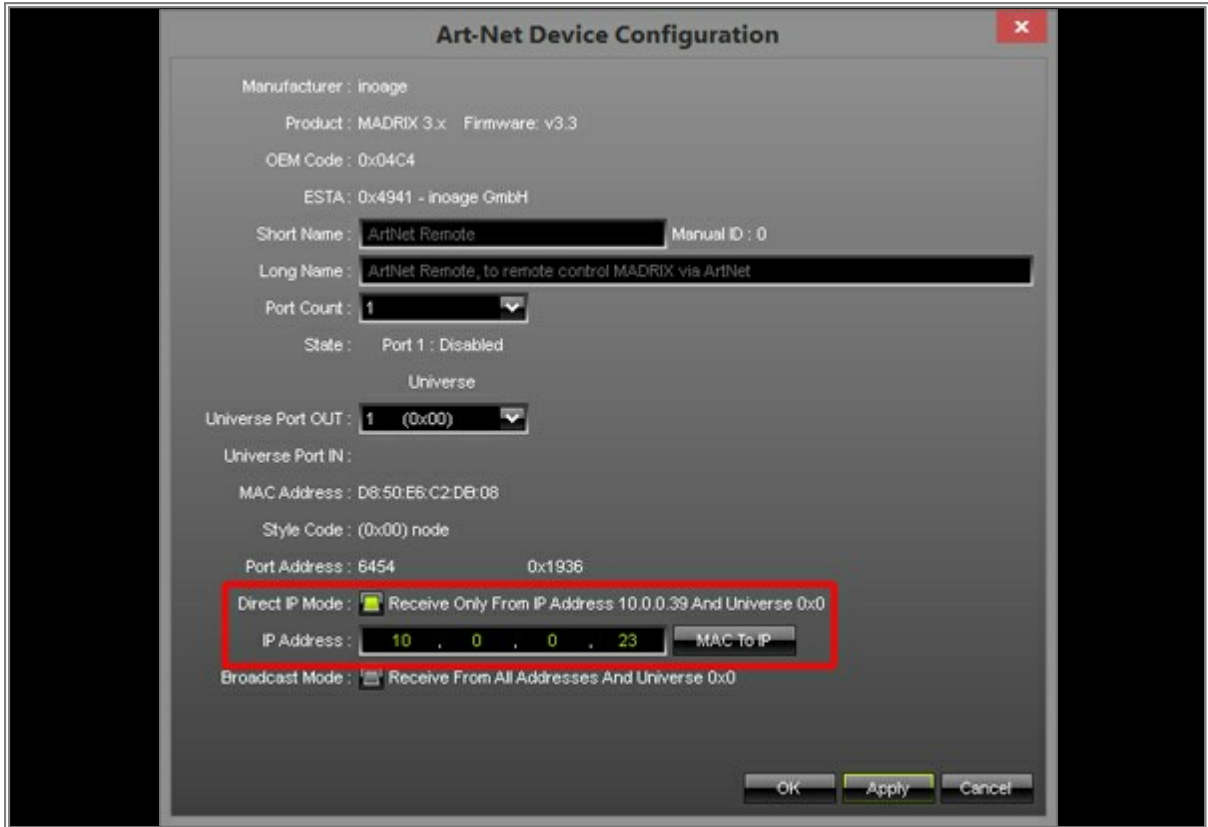 Art-Net Device Configuration
Manufacturer : inoage
Product : MADRIX 3.x Firmware: v3.3
OEM Code : 0x04C4
ESTA : 0x4941 - inoage GmbH
Short Name : ArtNet Remote Manual ID : 0
Long Name : ArtNet Remote, to remote control MADRIX via ArtNet
Port Count : 1
State : Port 1 : Disabled
Universe
Universe Port OUT : 1 (0x00)
Universe Port IN :
MAC Address : D8:50:E6:C2:DB:08
Style Code : (0x00) node
Port Address : 6454 0x1936
Direct IP Mode : Receive Only From IP Address 10.0.0.39 And Universe 0x0
IP Address : 10 . 0 . 0 . 23 MAC To IP
Broadcast Mode : Receive From All Addresses And Universe 0x0
OK Apply Cancel